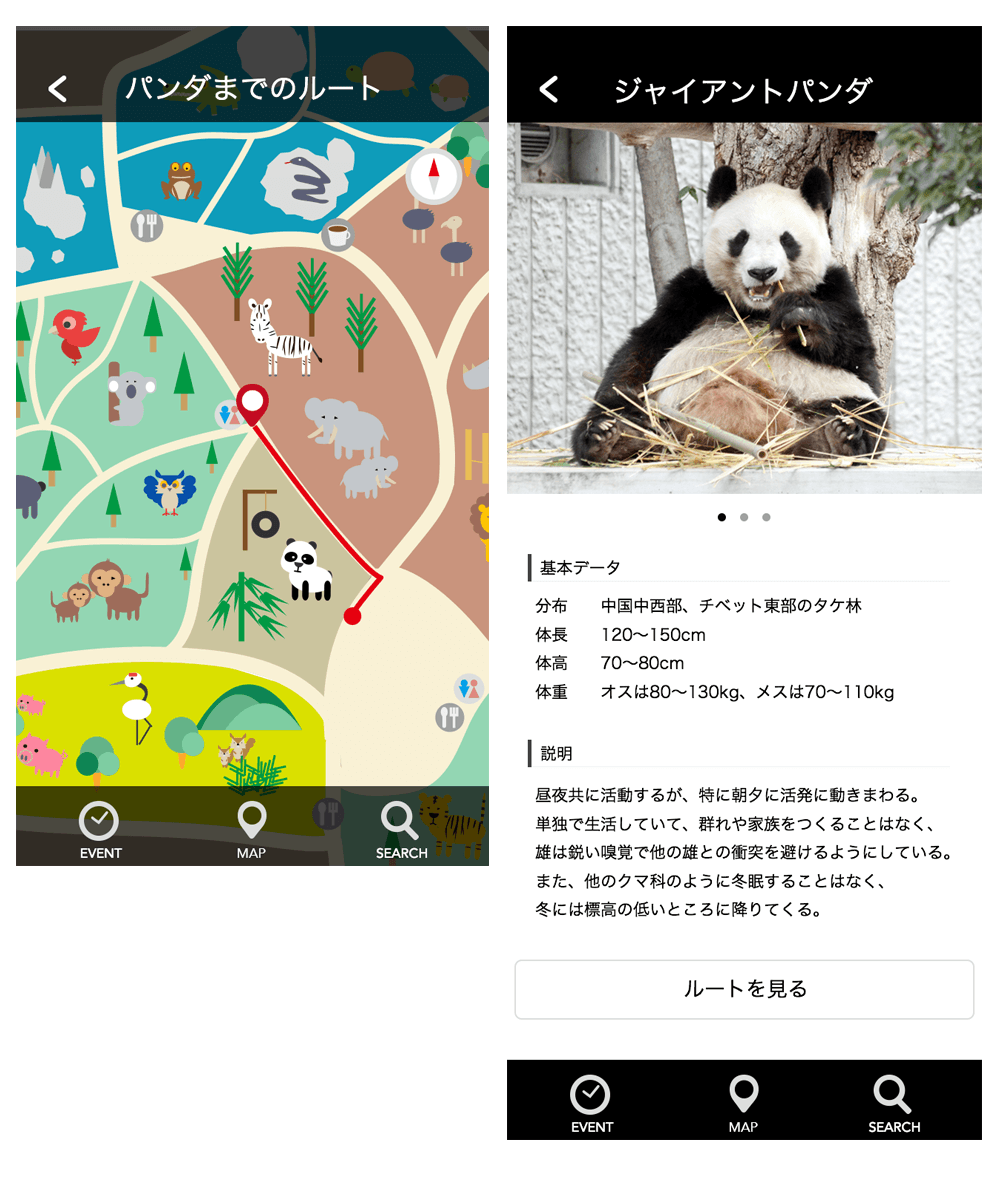 パンダまでのルート
EVENT
MAP
SEARCH
ジャイアントパンダ
基本データ
分布 中国中西部、チベット東部のタケ林
体長 120〜150cm
体高 70〜80cm
体重 オスは80〜130kg、メスは70〜110kg
説明
昼夜共に活動するが、特に朝夕に活発に動きまわる。
単独で生活していて、群れや家族をつくることはなく、
雄は鋭い嗅覚で他の雄との衝突を避けるようにしている。
また、他のクマ科のように冬眠することはなく、
冬には標高の低いところに降りてくる。
ルートを見る
EVENT
MAP
SEARCH